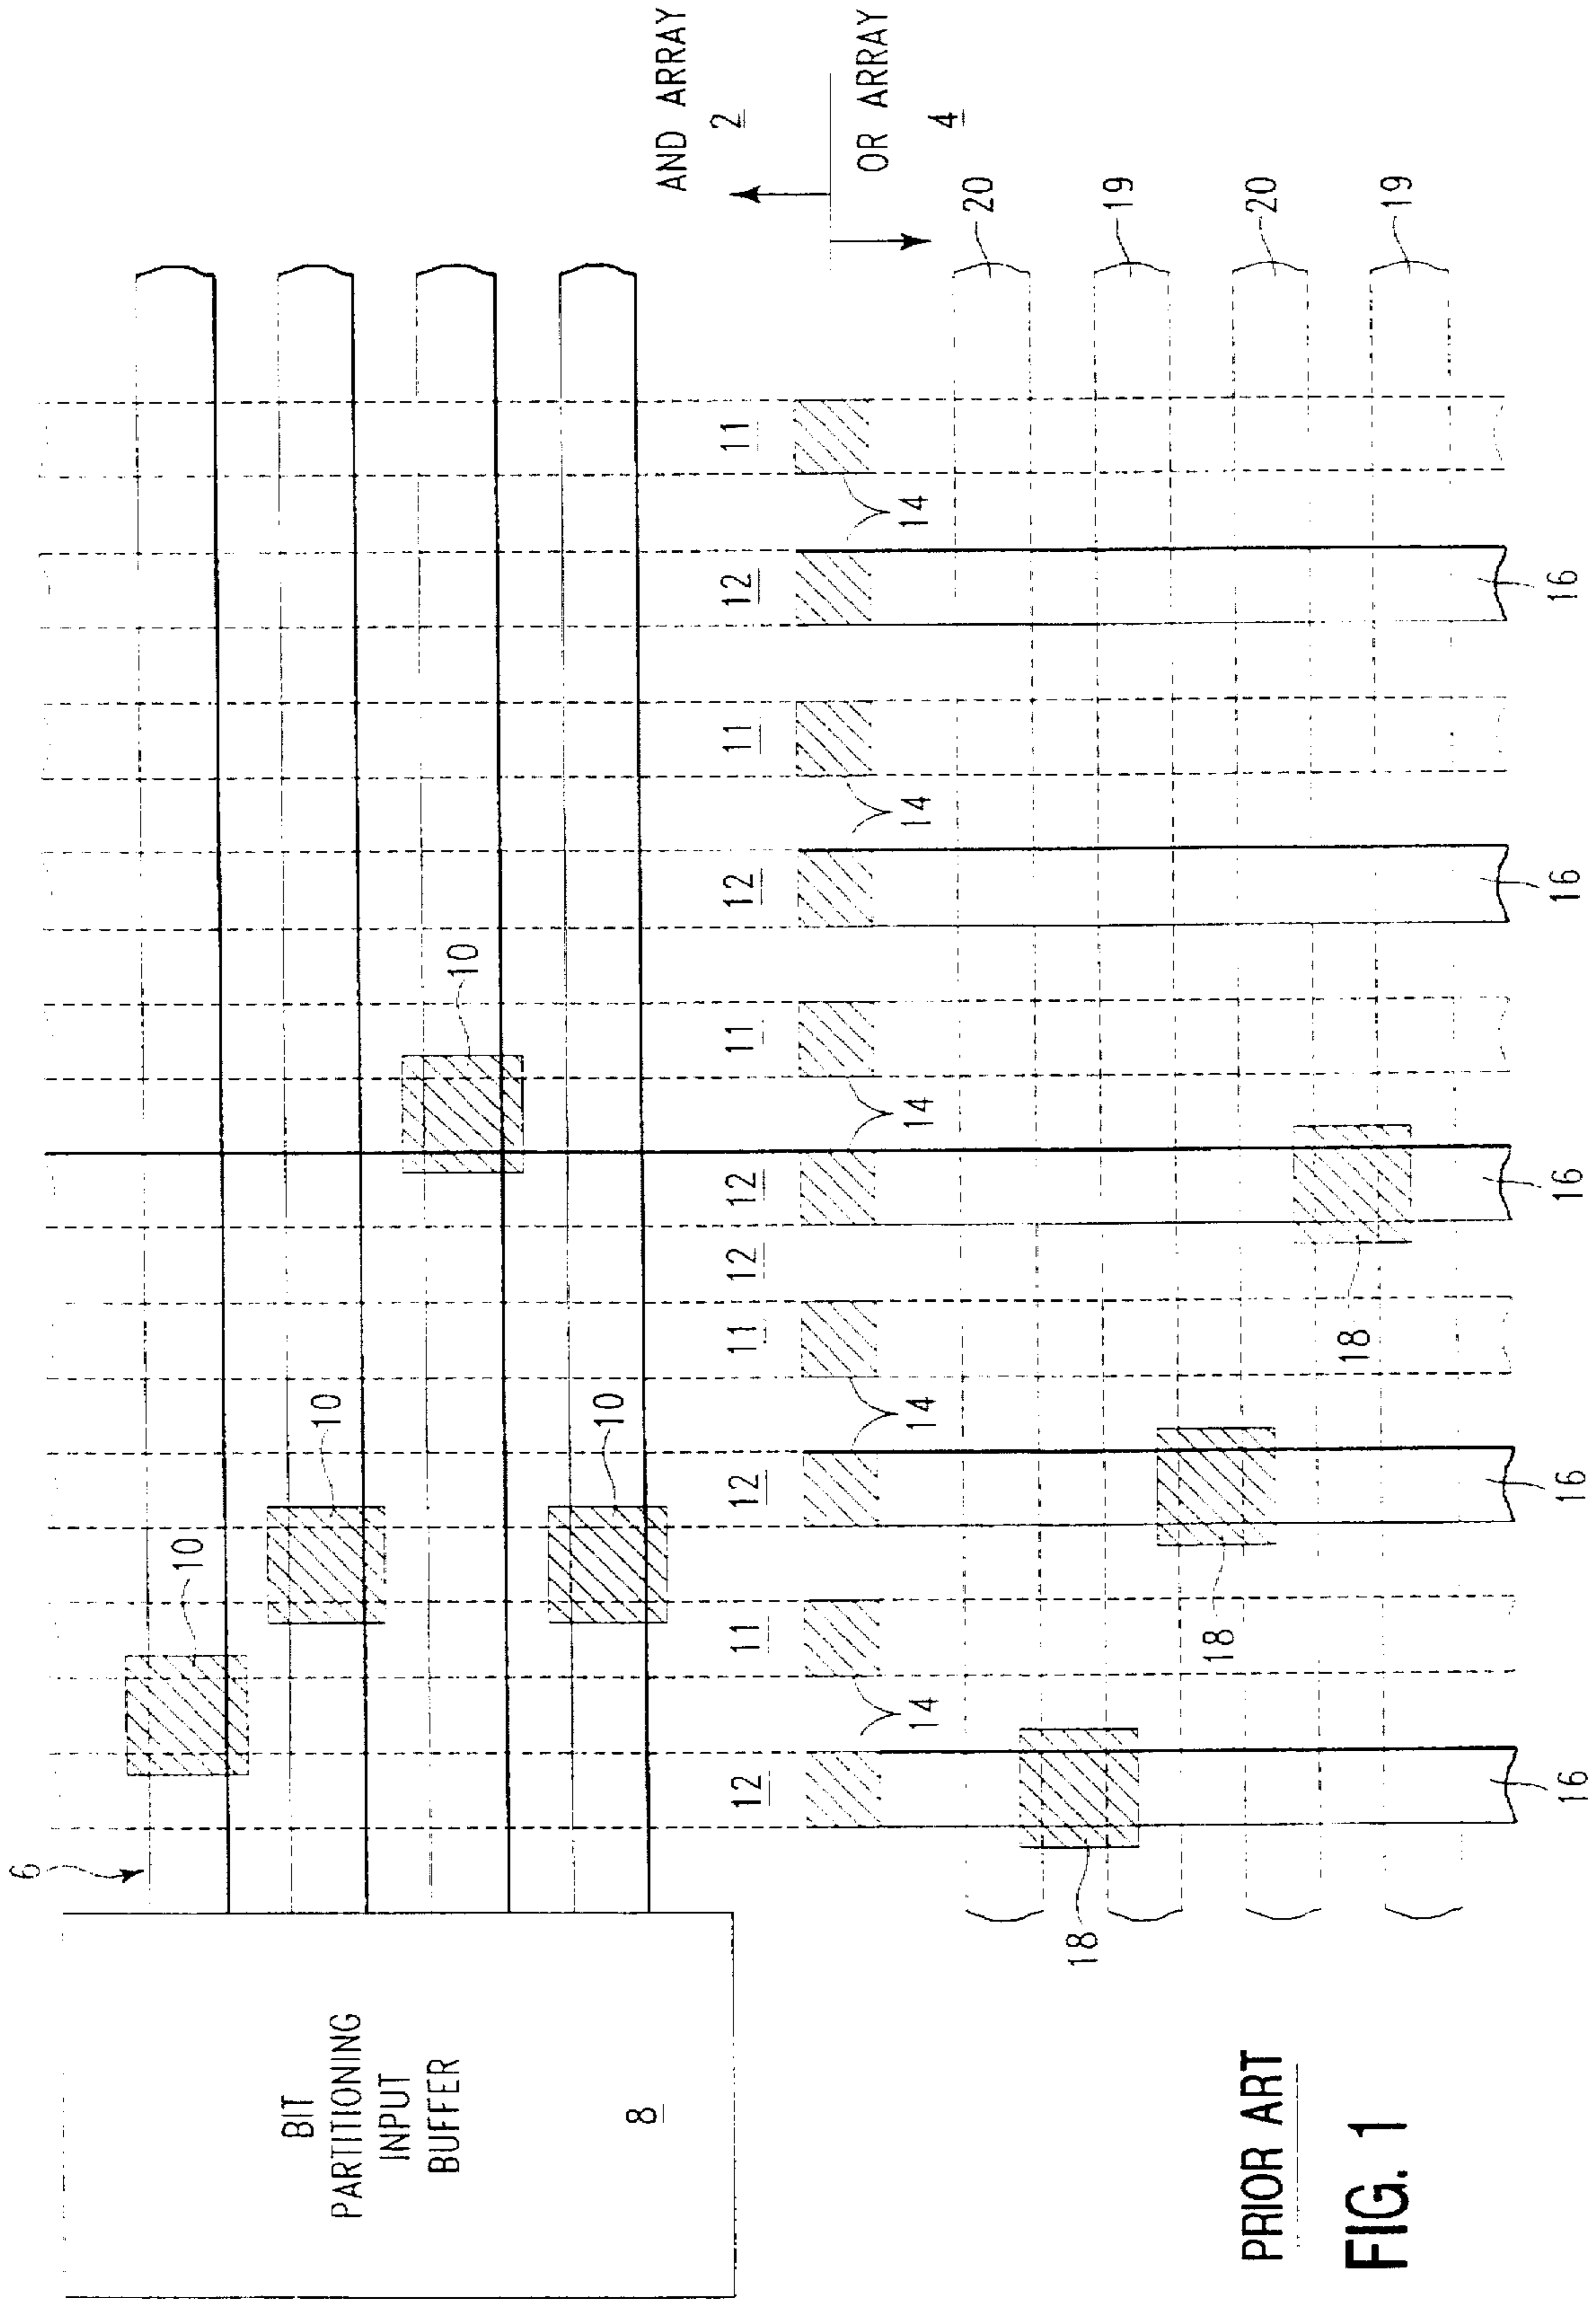 6
10
10
BIT
PARTITIONING
INPUT
BUFFER
8
10
10
AND ARRAY
2
12 11 12 11 12 12 11 12 11 12 11
OR ARRAY
4
14 14 14 14 14
20
18
19
20
18
18
19
16 16 16 16 16
PRIOR ART
FIG. 1